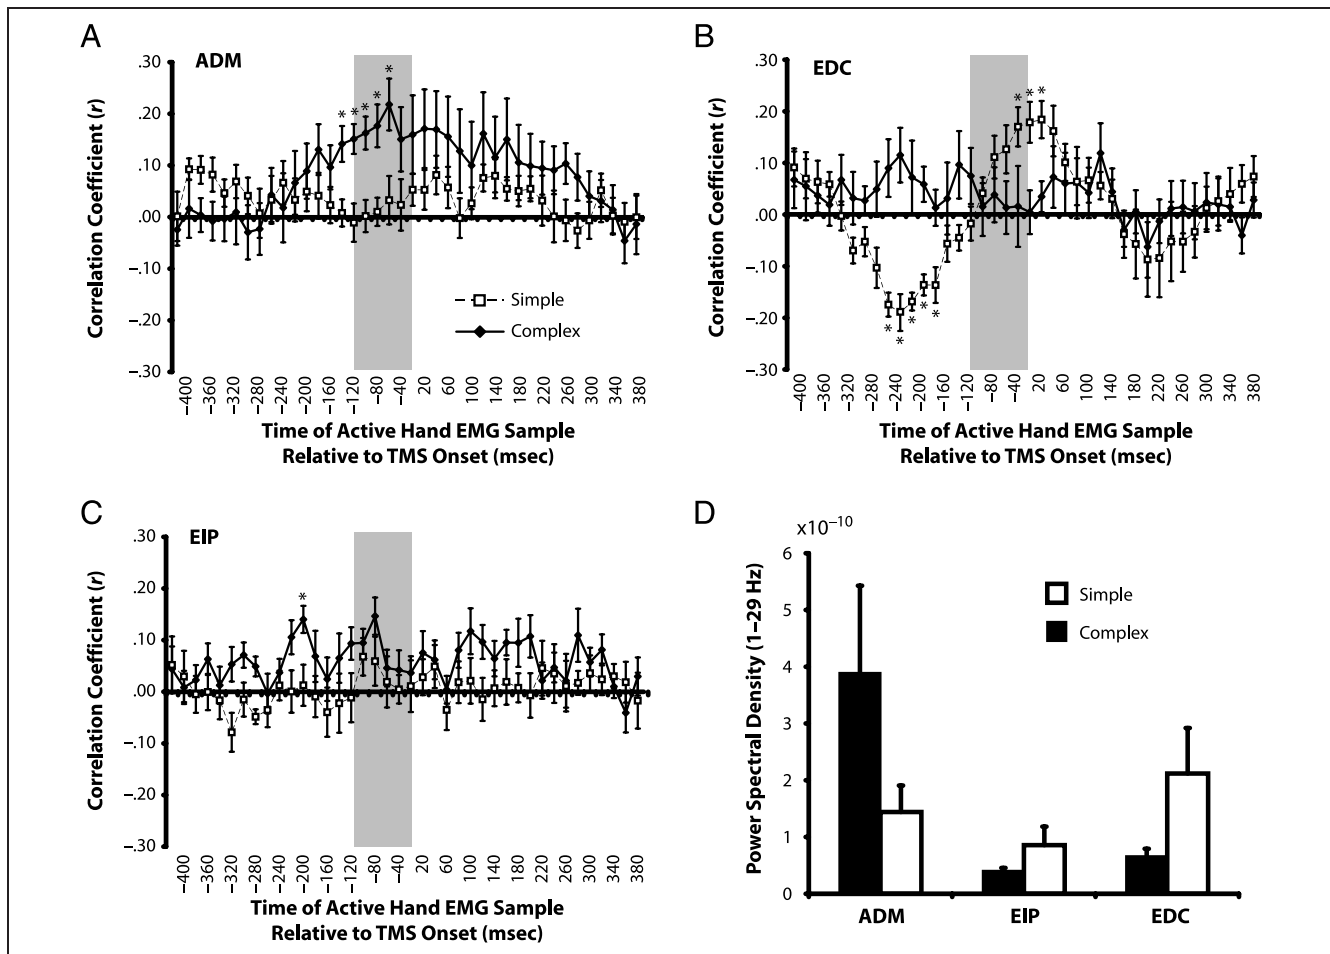 A
ADM
Correlation Coefficient (r)
.30
.20
.10
.00
−.10
−.20
−.30
* * * * *
Simple
Complex
−400 −360 −320 −280 −240 −200 −160 −120 −80 −40 20 60 100 140 180 220 260 300 340 380
Time of Active Hand EMG Sample
Relative to TMS Onset (msec)
B
EDC
Correlation Coefficient (r)
.30
.20
.10
.00
−.10
−.20
−.30
* * *
* * * * *
−400 −360 −320 −280 −240 −200 −160 −120 −80 −40 20 60 100 140 180 220 260 300 340 380
Time of Active Hand EMG Sample
Relative to TMS Onset (msec)
C
EIP
Correlation Coefficient (r)
.30
.20
.10
.00
−.10
−.20
−.30
*
−400 −360 −320 −280 −240 −200 −160 −120 −80 −40 20 60 100 140 180 220 260 300 340 380
Time of Active Hand EMG Sample
Relative to TMS Onset (msec)
D
x10⁻¹⁰
Power Spectral Density (1–29 Hz)
6
5
4
3
2
1
0
Simple
Complex
ADM EIP EDC